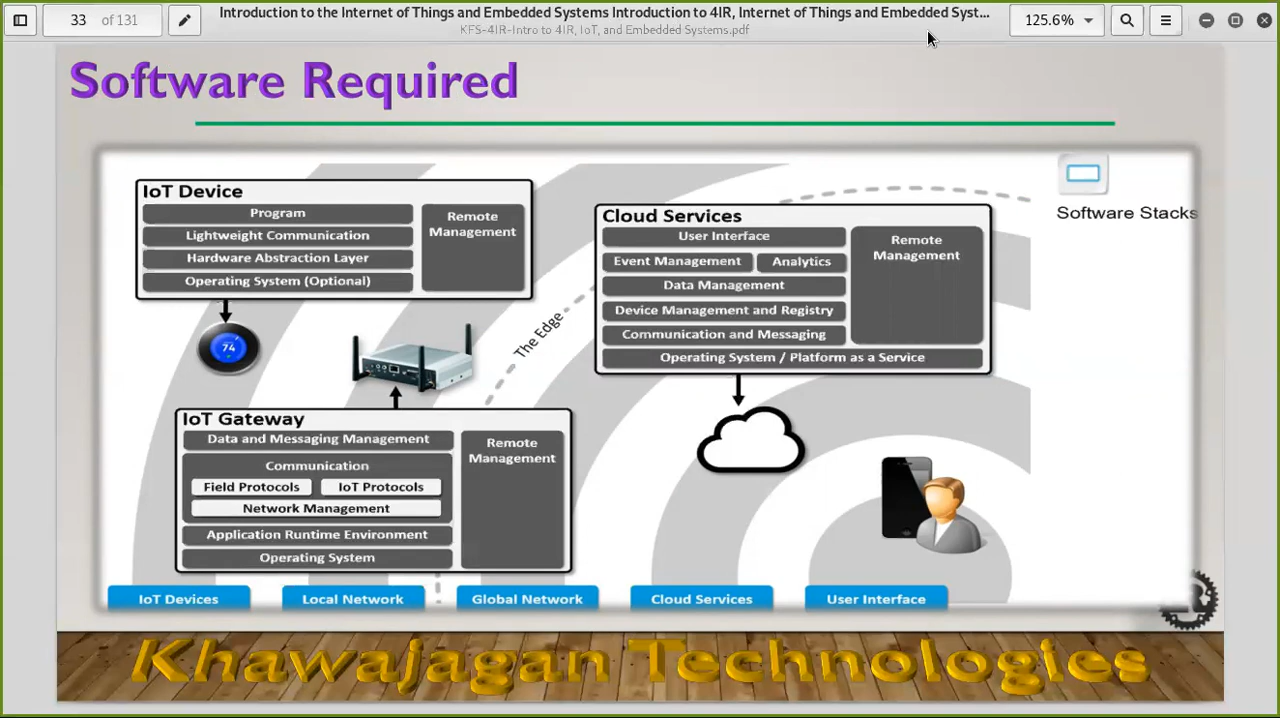 33 of 131
Introduction to the Internet of Things and Embedded Systems Introduction to 4IR, Internet of Things and Embedded Syst...
KFS-4IR-Intro to 4IR, IoT, and Embedded Systems.pdf
125.6%
Software Required
Software Stacks
IoT Device
Program
Lightweight Communication
Hardware Abstraction Layer
Operating System (Optional)
Remote
Management
74
Cloud Services
User Interface
Event Management
Analytics
Data Management
Device Management and Registry
Communication and Messaging
Operating System / Platform as a Service
Remote
Management
The Edge
IoT Gateway
Data and Messaging Management
Communication
Field Protocols
IoT Protocols
Network Management
Application Runtime Environment
Operating System
Remote
Management
IoT Devices
Local Network
Global Network
Cloud Services
User Interface
Khawajagan Technologies